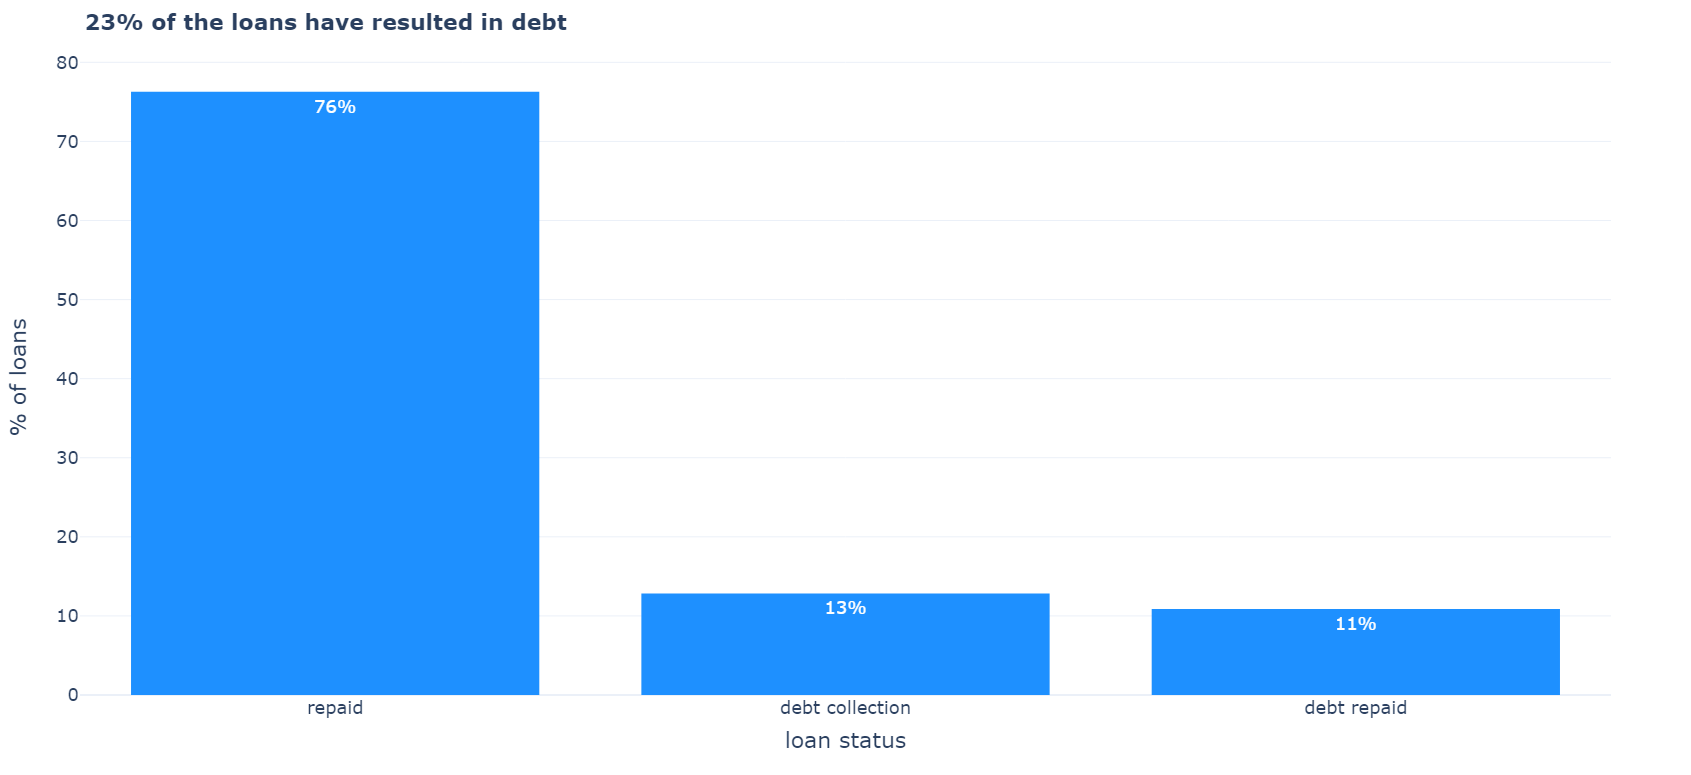 23% of the loans have resulted in debt
80
70
60
50
40
30
20
10
0
% of loans
76%
13%
11%
repaid
debt collection
debt repaid
loan status